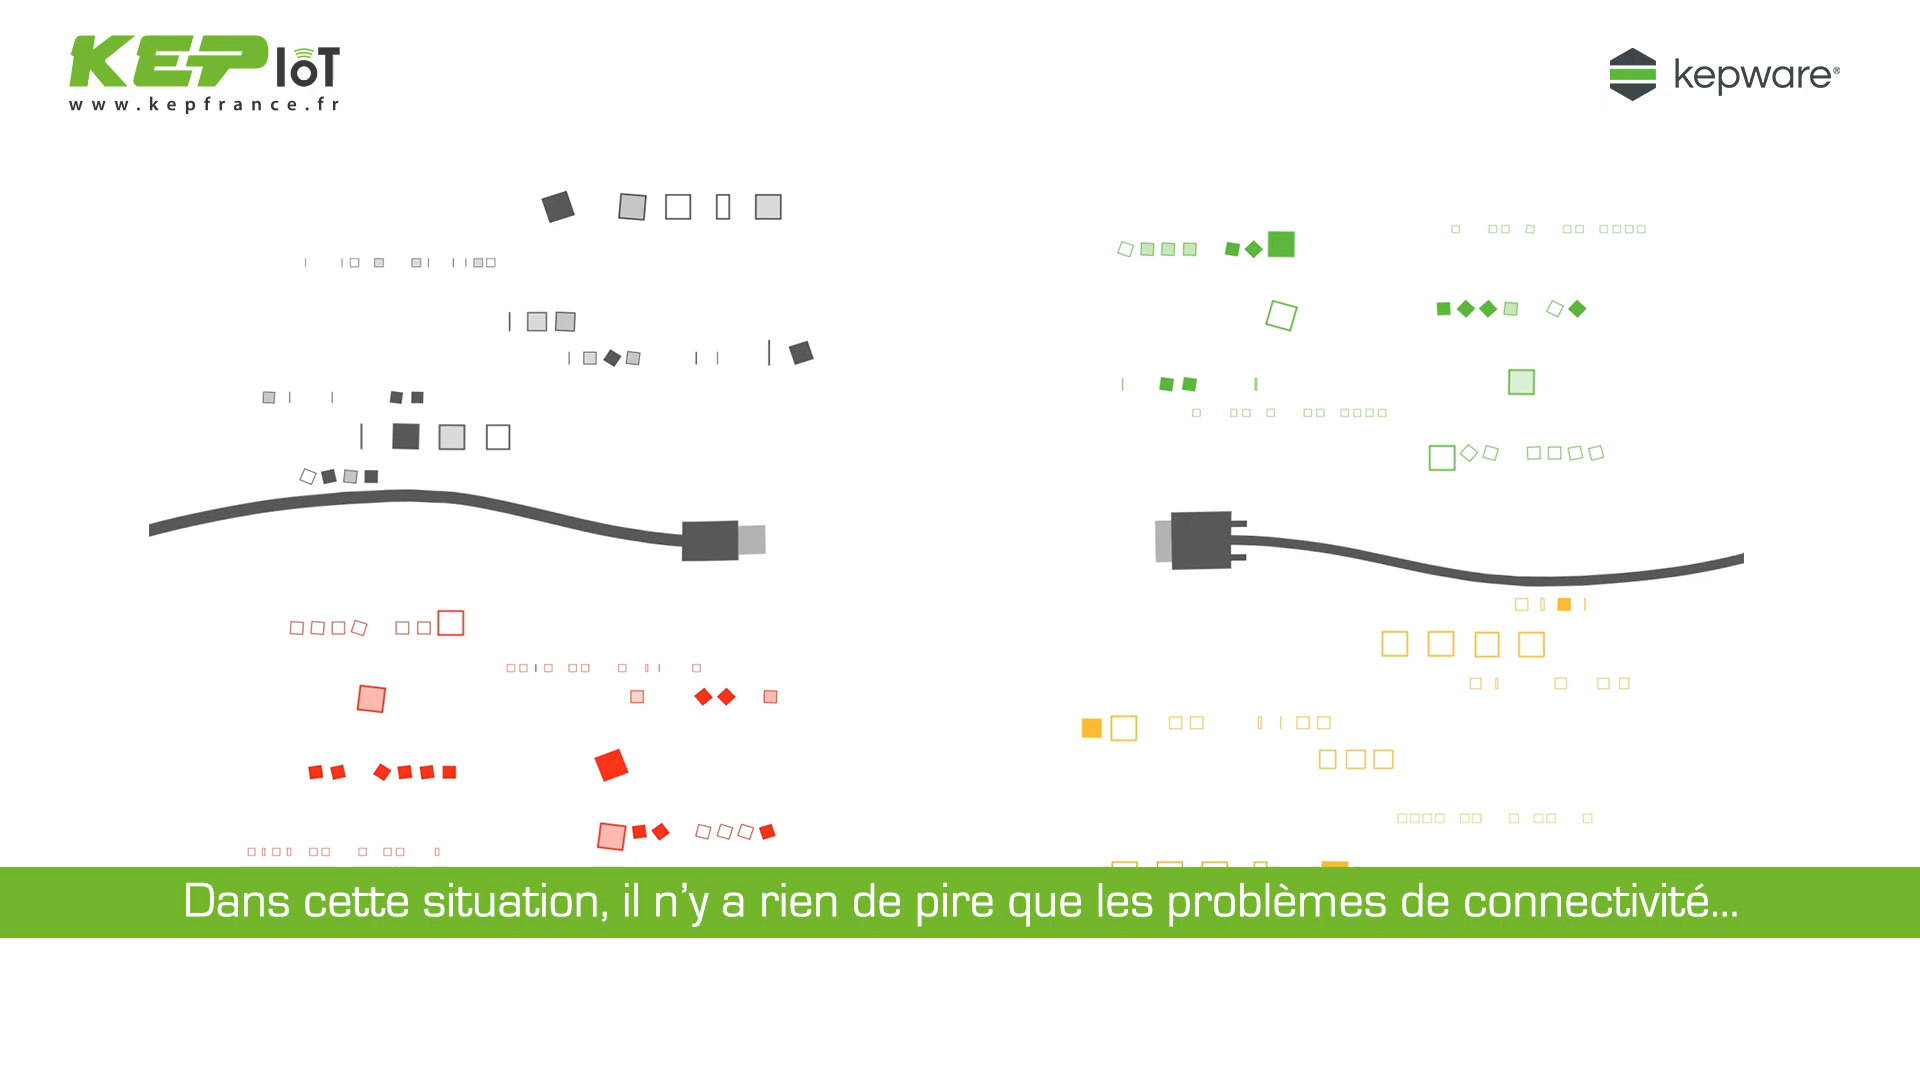 KEP IoT
www.kepfrance.fr
kepware®
Dans cette situation, il n'y a rien de pire que les problèmes de connectivité...